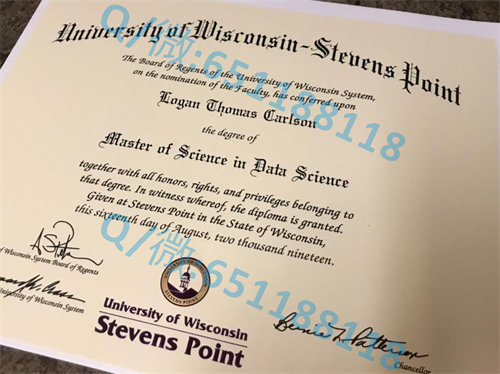 University of Wisconsin-Stevens Point
The Board of Regents of the University of Wisconsin System,
on the nomination of the Faculty, has conferred upon
Logan Thomas Carlson
the degree of
Master of Science in Data Science
together with all honors, rights, and privileges belonging to
that degree. In witness whereof, the diploma is granted.
Given at Stevens Point in the State of Wisconsin,
this sixteenth day of August, two thousand nineteen.
of Wisconsin System Board of Regents
University of Wisconsin System
STEVENS POINT
University of Wisconsin
Stevens Point
Chancellor
Q/微:651188118
Q/微:651188118